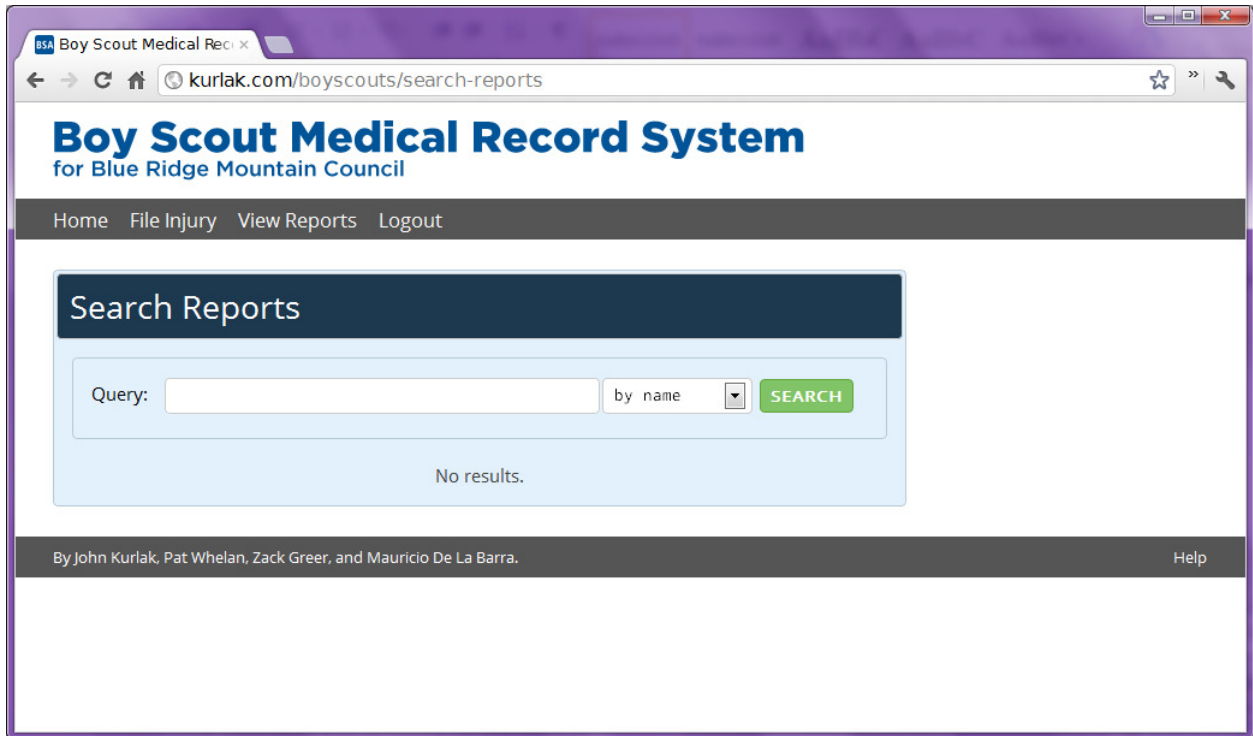 BSA Boy Scout Medical Rec
kurlak.com/boyscouts/search-reports
Boy Scout Medical Record System
for Blue Ridge Mountain Council
Home File Injury View Reports Logout
Search Reports
Query: by name SEARCH
No results.
By John Kurlak, Pat Whelan, Zack Greer, and Mauricio De La Barra. Help